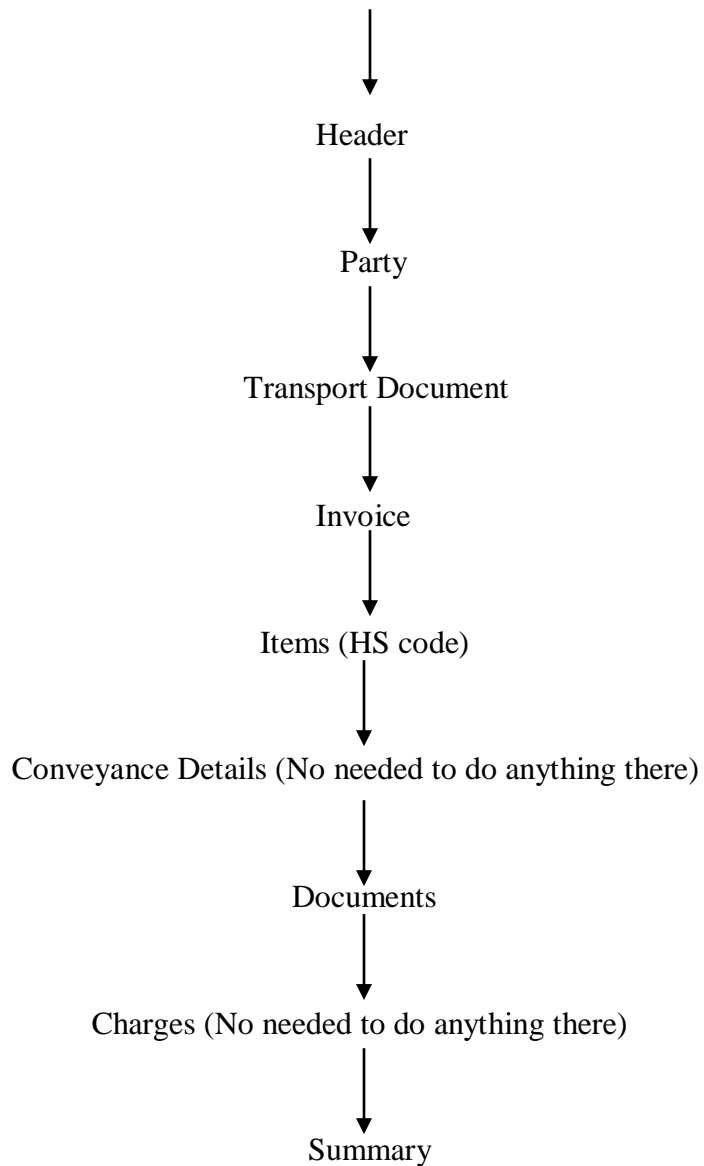 Header
Party
Transport Document
Invoice
Items (HS code)
Conveyance Details (No needed to do anything there)
Documents
Charges (No needed to do anything there)
Summary